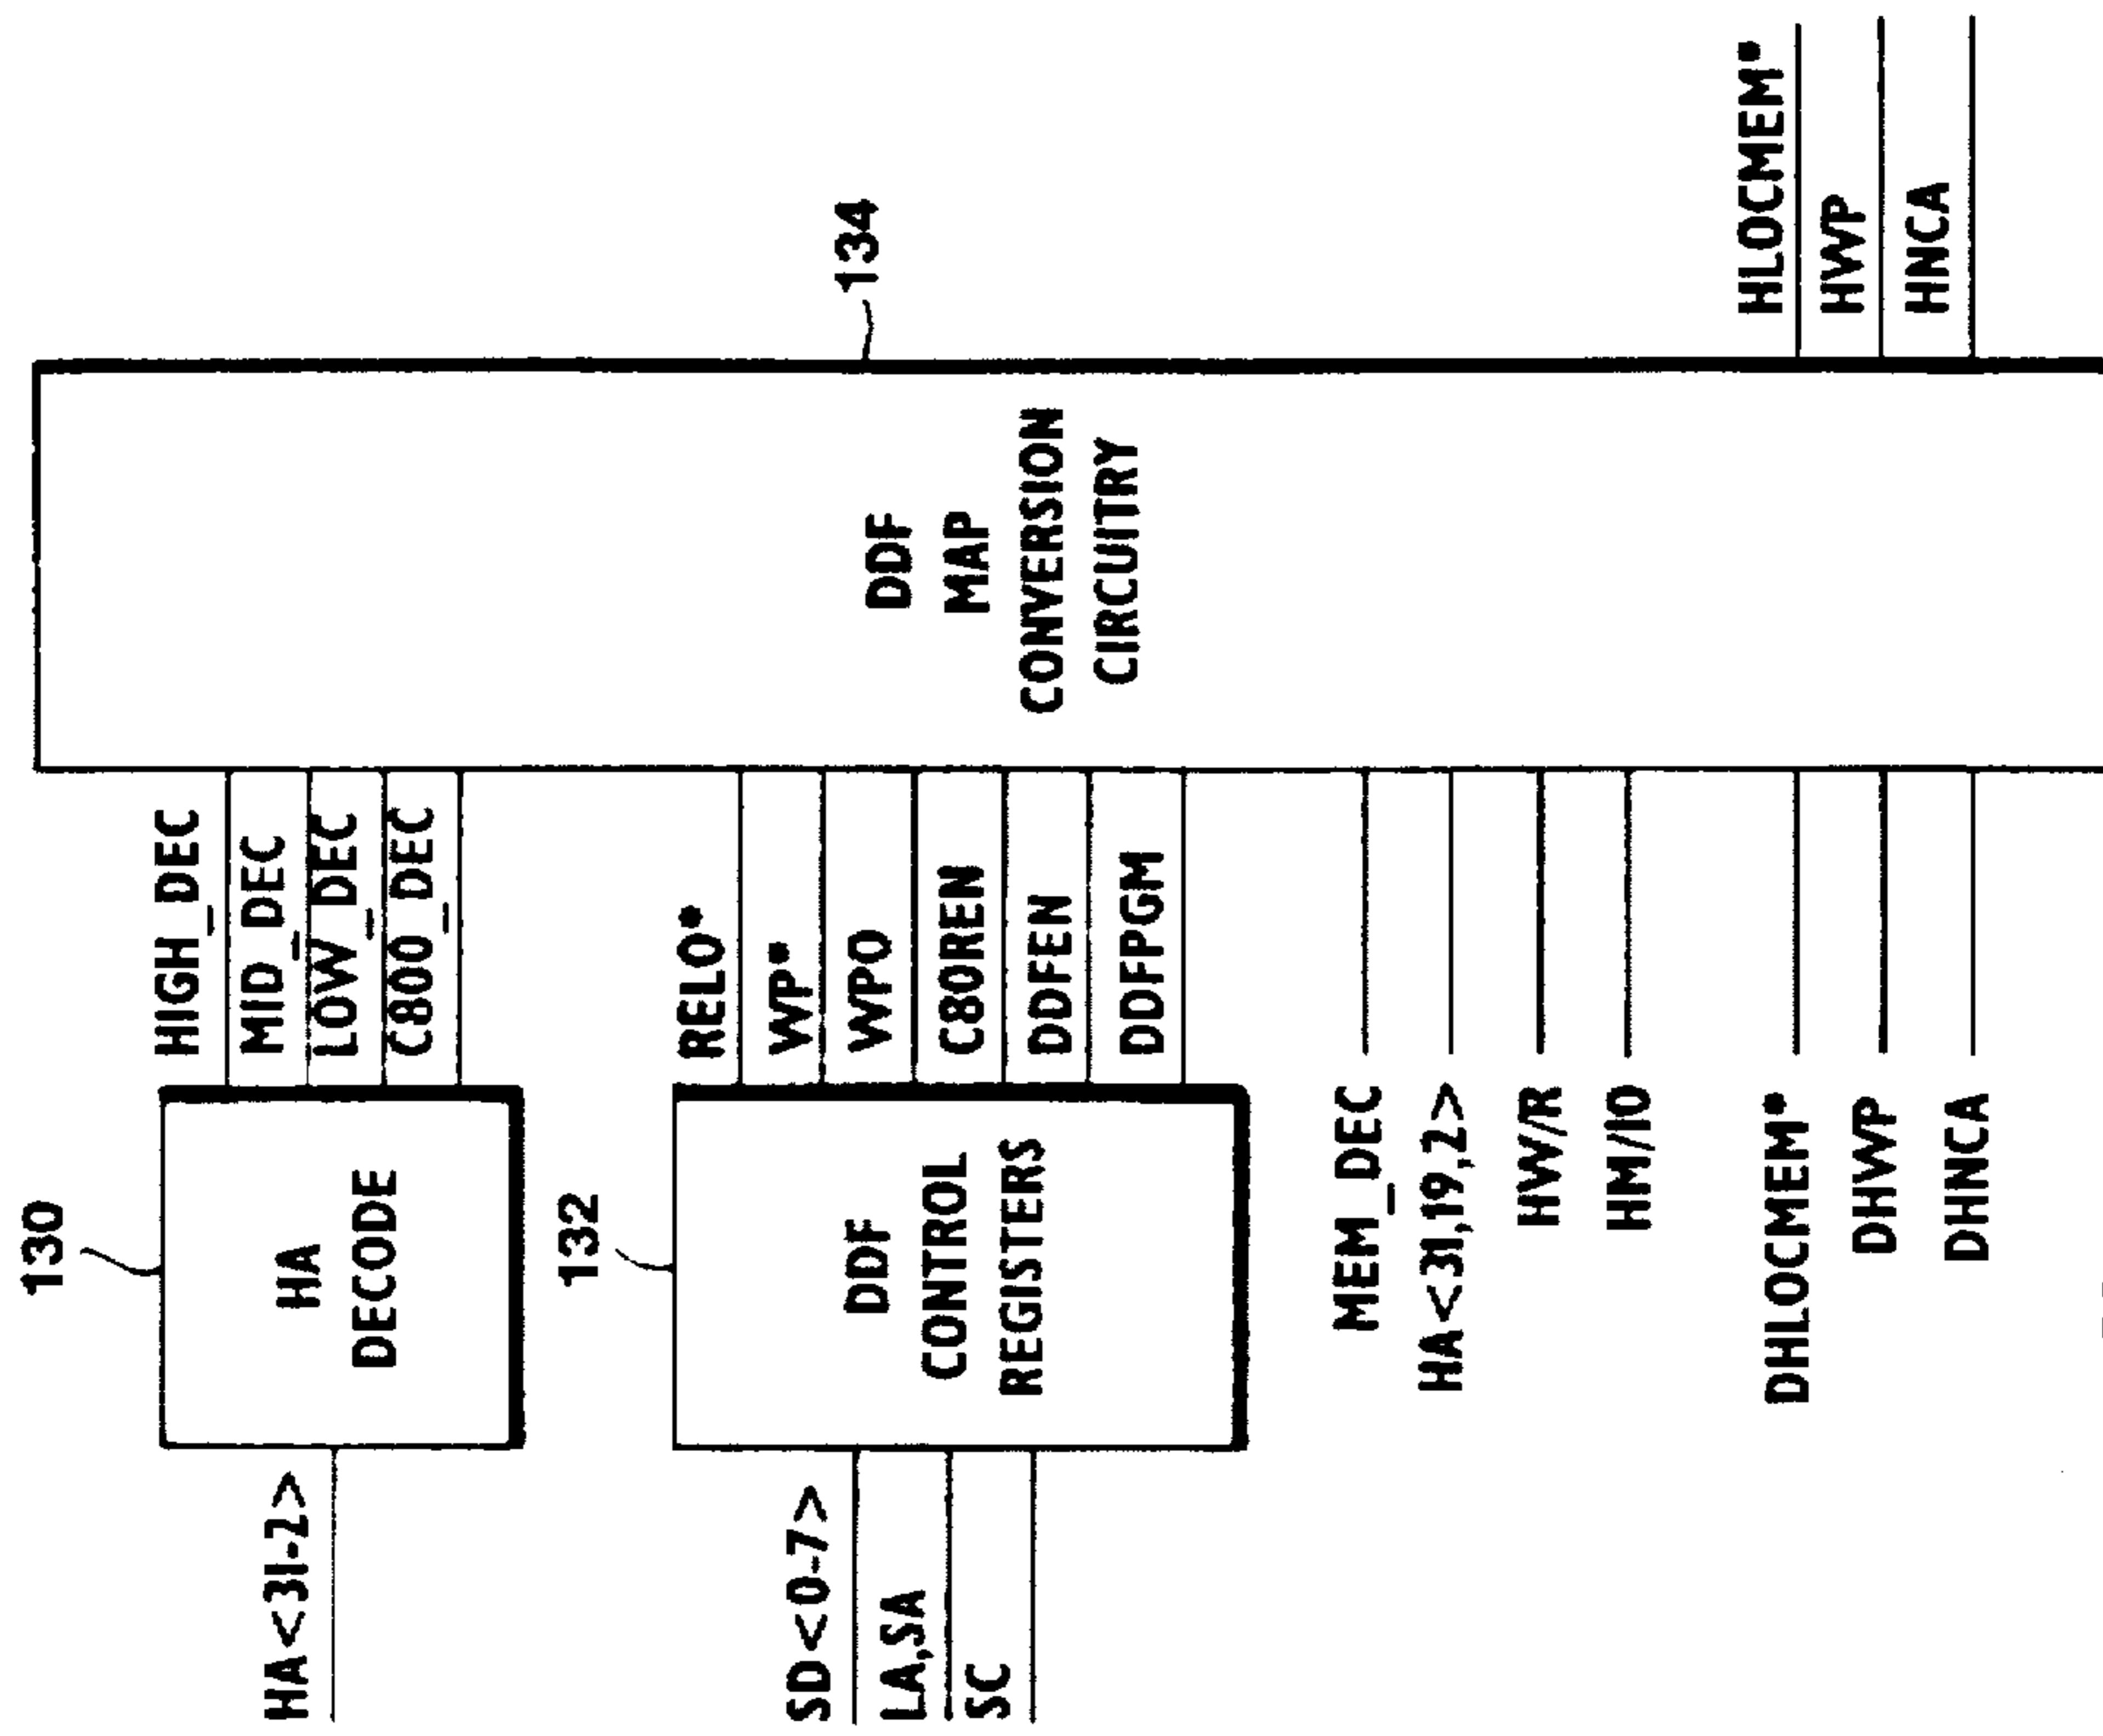 130
HA<31-2>
HA
DECODE
HIGH_DEC
MID_DEC
LOW_DEC
C800_DEC
132
SD<0-7>
LA,SA
SC
DDF
CONTROL
REGISTERS
RELO*
WP*
WPO
C80REN
DDFEN
DDFPGM
MEM_DEC
HA<31,19,2>
HW/R
HM/IO
DHLOCMEM*
DHWP
DHNCA
DDF
MAP
CONVERSION
CIRCUITRY
134
HLOCMEM*
HWP
HNCA